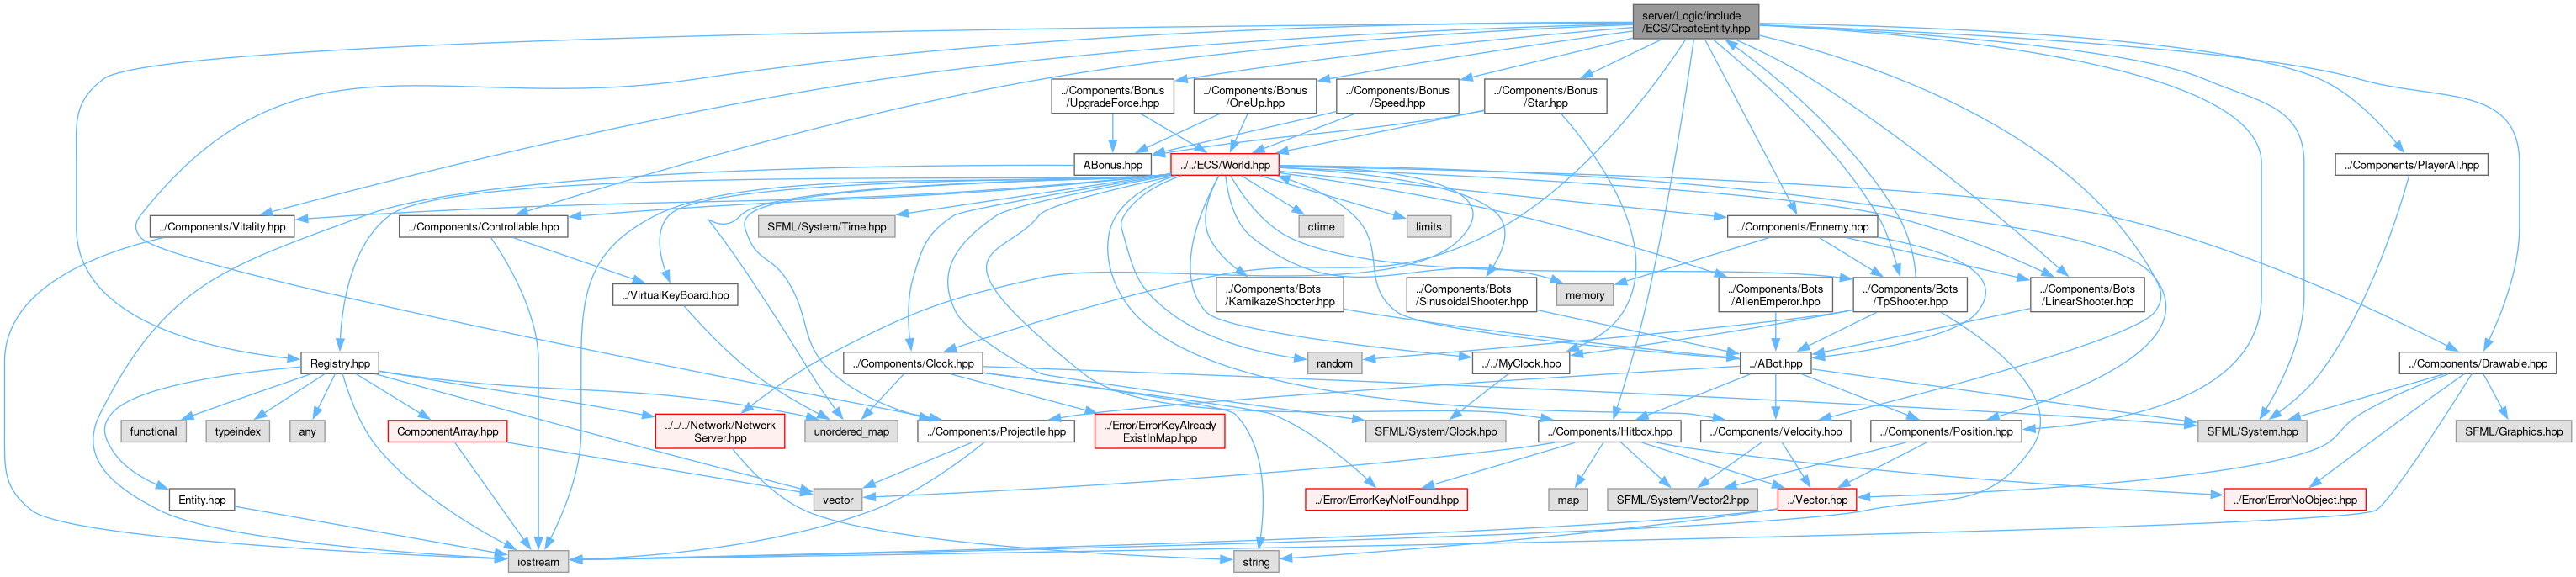 server/Logic/include
/ECS/CreateEntity.hpp
../Components/Bonus
/UpgradeForce.hpp
../Components/Bonus
/OneUp.hpp
../Components/Bonus
/Speed.hpp
../Components/Bonus
/Star.hpp
ABonus.hpp
../../ECS/World.hpp
../Components/PlayerAI.hpp
../Components/Vitality.hpp
../Components/Controllable.hpp
SFML/System/Time.hpp
ctime
limits
../Components/Ennemy.hpp
../VirtualKeyBoard.hpp
../Components/Bots
/KamikazeShooter.hpp
../Components/Bots
/SinusoidalShooter.hpp
memory
../Components/Bots
/AlienEmperor.hpp
../Components/Bots
/TpShooter.hpp
../Components/Bots
/LinearShooter.hpp
Registry.hpp
../Components/Clock.hpp
random
../../MyClock.hpp
../ABot.hpp
../Components/Drawable.hpp
functional
typeindex
any
ComponentArray.hpp
../../../Network/Network
Server.hpp
unordered_map
../Components/Projectile.hpp
../Error/ErrorKeyAlready
ExistInMap.hpp
SFML/System/Clock.hpp
../Components/Hitbox.hpp
../Components/Velocity.hpp
../Components/Position.hpp
SFML/System.hpp
SFML/Graphics.hpp
Entity.hpp
vector
../Error/ErrorKeyNotFound.hpp
map
SFML/System/Vector2.hpp
../Vector.hpp
../Error/ErrorNoObject.hpp
iostream
string